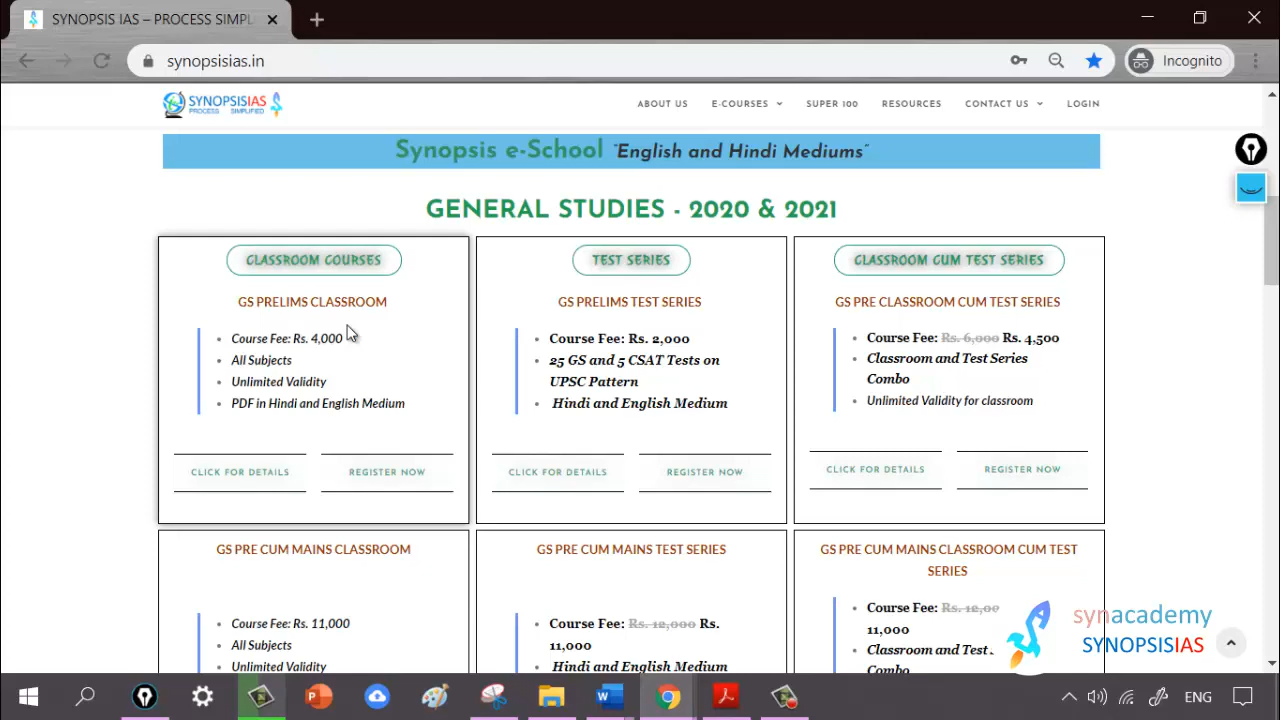 SYNOPSIS IAS – PROCESS SIMPL
synopsisias.in
Incognito
SYNOPSISIAS
PROCESS SIMPLIFIED
ABOUT US
E-COURSES
SUPER 100
RESOURCES
CONTACT US
LOGIN
Synopsis e-School "English and Hindi Mediums"
GENERAL STUDIES - 2020 & 2021
CLASSROOM COURSES
GS PRELIMS CLASSROOM
Course Fee: Rs. 4,000
All Subjects
Unlimited Validity
PDF in Hindi and English Medium
CLICK FOR DETAILS
REGISTER NOW
TEST SERIES
GS PRELIMS TEST SERIES
Course Fee: Rs. 2,000
25 GS and 5 CSAT Tests on
UPSC Pattern
Hindi and English Medium
CLICK FOR DETAILS
REGISTER NOW
CLASSROOM CUM TEST SERIES
GS PRE CLASSROOM CUM TEST SERIES
Course Fee: Rs. 6,000 Rs. 4,500
Classroom and Test Series
Combo
Unlimited Validity for classroom
CLICK FOR DETAILS
REGISTER NOW
GS PRE CUM MAINS CLASSROOM
Course Fee: Rs. 11,000
All Subjects
Unlimited Validity
GS PRE CUM MAINS TEST SERIES
Course Fee: Rs. 12,000 Rs.
11,000
Hindi and English Medium
GS PRE CUM MAINS CLASSROOM CUM TEST
SERIES
Course Fee: Rs. 12,00
11,000
Classroom and Test
Combo
synacademy
SYNOPSISIAS
ENG